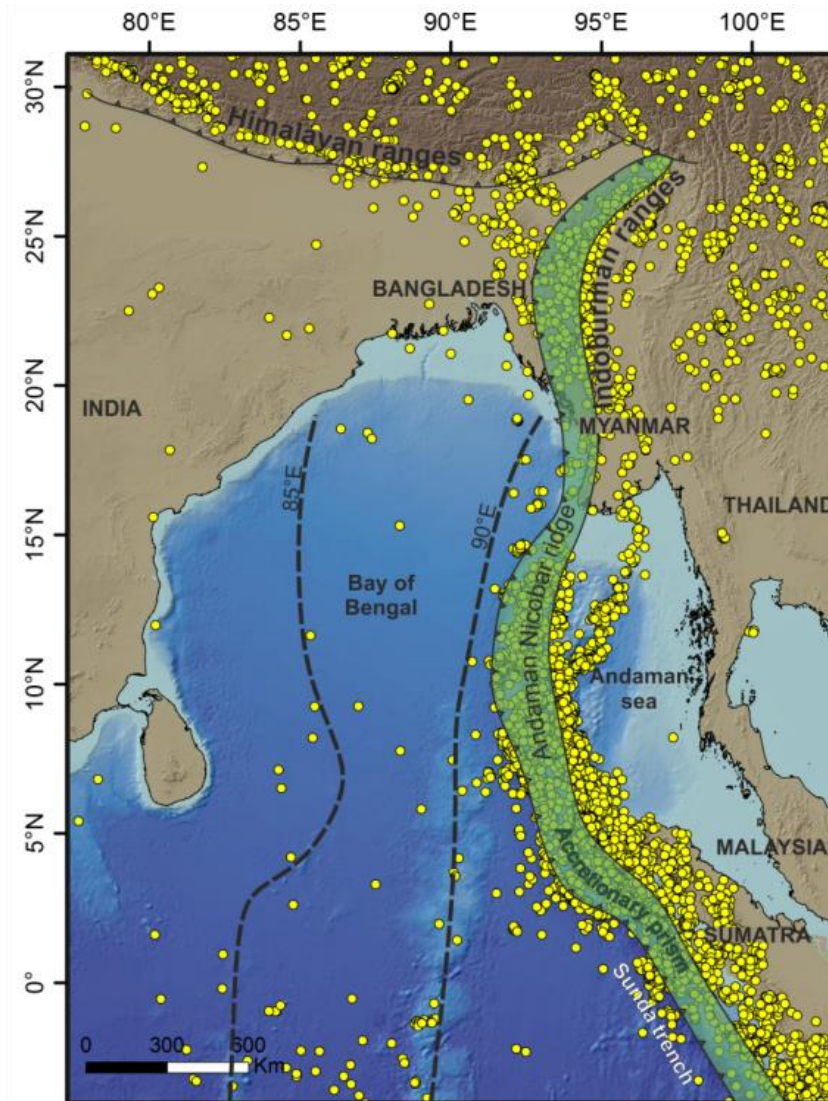 80°E 85°E 90°E 95°E 100°E
30°N
25°N
20°N
15°N
10°N
5°N
0°
Himalayan ranges
Indoburman ranges
BANGLADESH
INDIA
MYANMAR
THAILAND
85°E
90°E
Bay of
Bengal
Andaman Nicobar ridge
Andaman
sea
Accretionary prism
MALAYSIA
SUMATRA
Sunda trench
0 300 600
Km